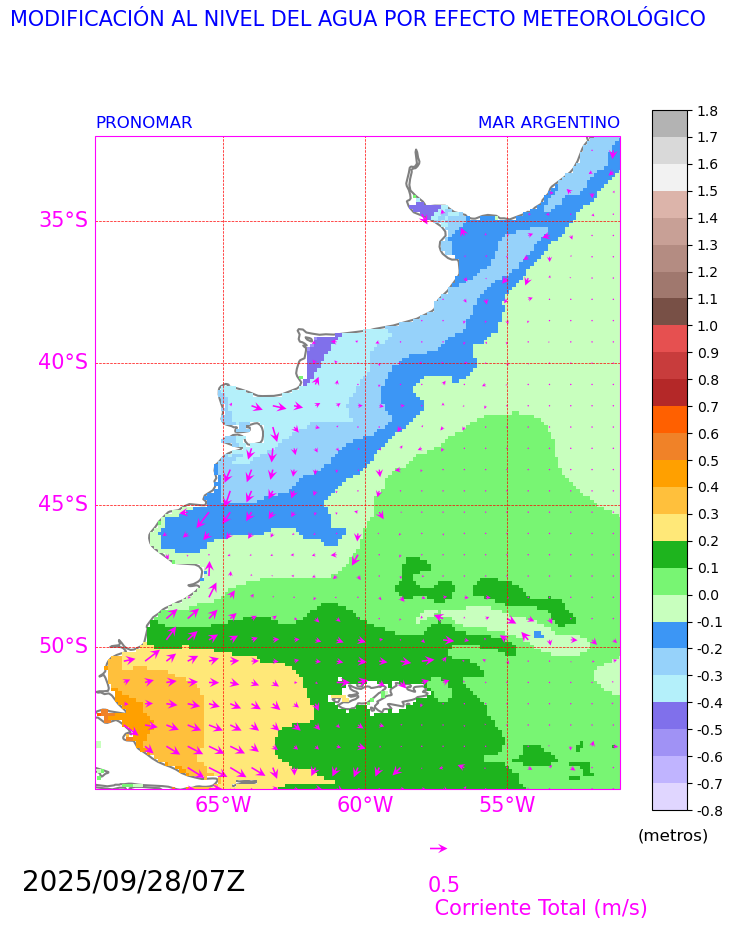 MODIFICACIÓN AL NIVEL DEL AGUA POR EFECTO METEOROLÓGICO
PRONOMAR MAR ARGENTINO
1.8
1.7
1.6
1.5
1.4
1.3
1.2
1.1
1.0
0.9
0.8
0.7
0.6
0.5
0.4
0.3
0.2
0.1
0.0
-0.1
-0.2
-0.3
-0.4
-0.5
-0.6
-0.7
-0.8
(metros)
35°S
40°S
45°S
50°S
65°W 60°W 55°W
2025/09/28/07Z
0.5
Corriente Total (m/s)